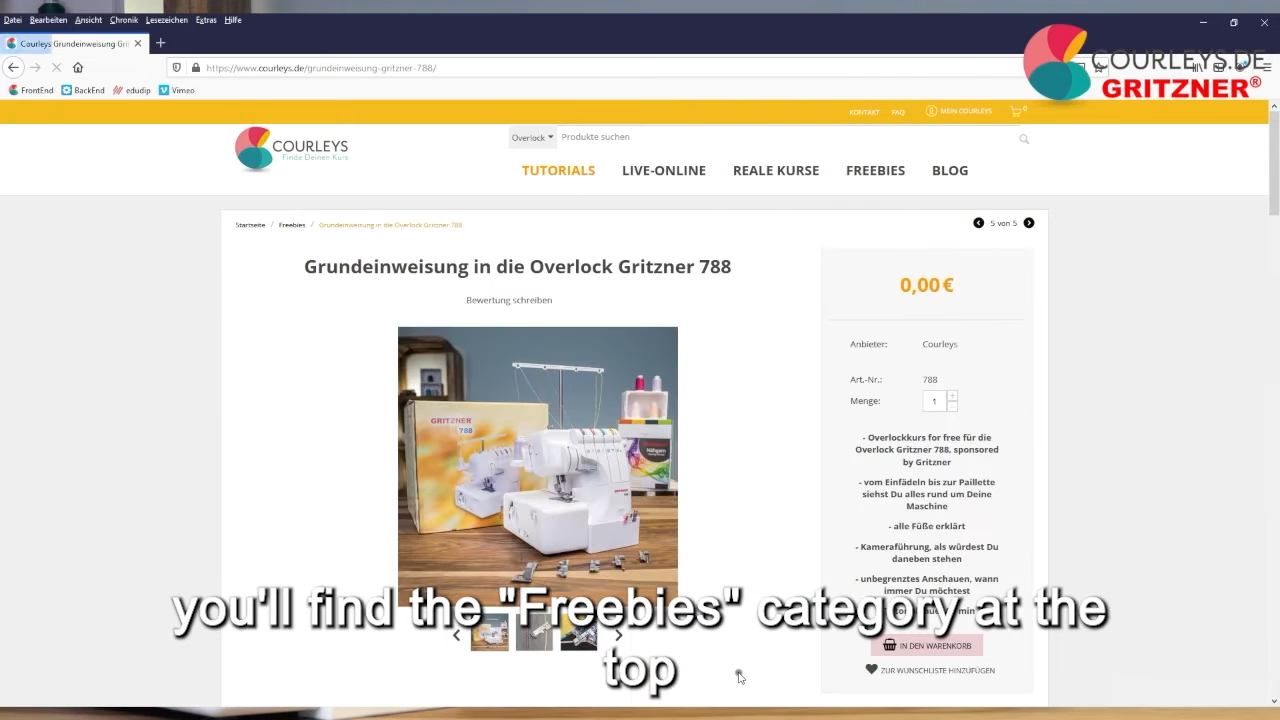 Datei Bearbeiten Ansicht Chronik Lesezeichen Extras Hilfe
Courleys Grundeinweisung Gri
https://www.courleys.de/grundeinweisung-gritzner-788/
FrontEnd BackEnd edudip Vimeo
COURLEYS.DE
GRITZNER®
KONTAKT FAQ MEIN COURLEYS 0
COURLEYS
Finde Deinen Kurs
Overlock Produkte suchen
TUTORIALS LIVE-ONLINE REALE KURSE FREEBIES BLOG
Startseite / Freebies / Grundeinweisung in die Overlock Gritzner 788
5 von 5
Grundeinweisung in die Overlock Gritzner 788
Bewertung schreiben
GRITZNER
788
0,00 €
Anbieter: Courleys
Art.-Nr.: 788
Menge: 1
- Overlockkurs for free für die
Overlock Gritzner 788, sponsored
by Gritzner
- vom Einfädeln bis zur Paillette
siehst Du alles rund um Deine
Maschine
- alle Füße erklärt
- Kameraführung, als würdest Du
daneben stehen
- unbegrenztes Anschauen, wann
immer Du möchtest
IN DEN WARENKORB
ZUR WUNSCHLISTE HINZUFÜGEN
you'll find the "Freebies" category at the
top